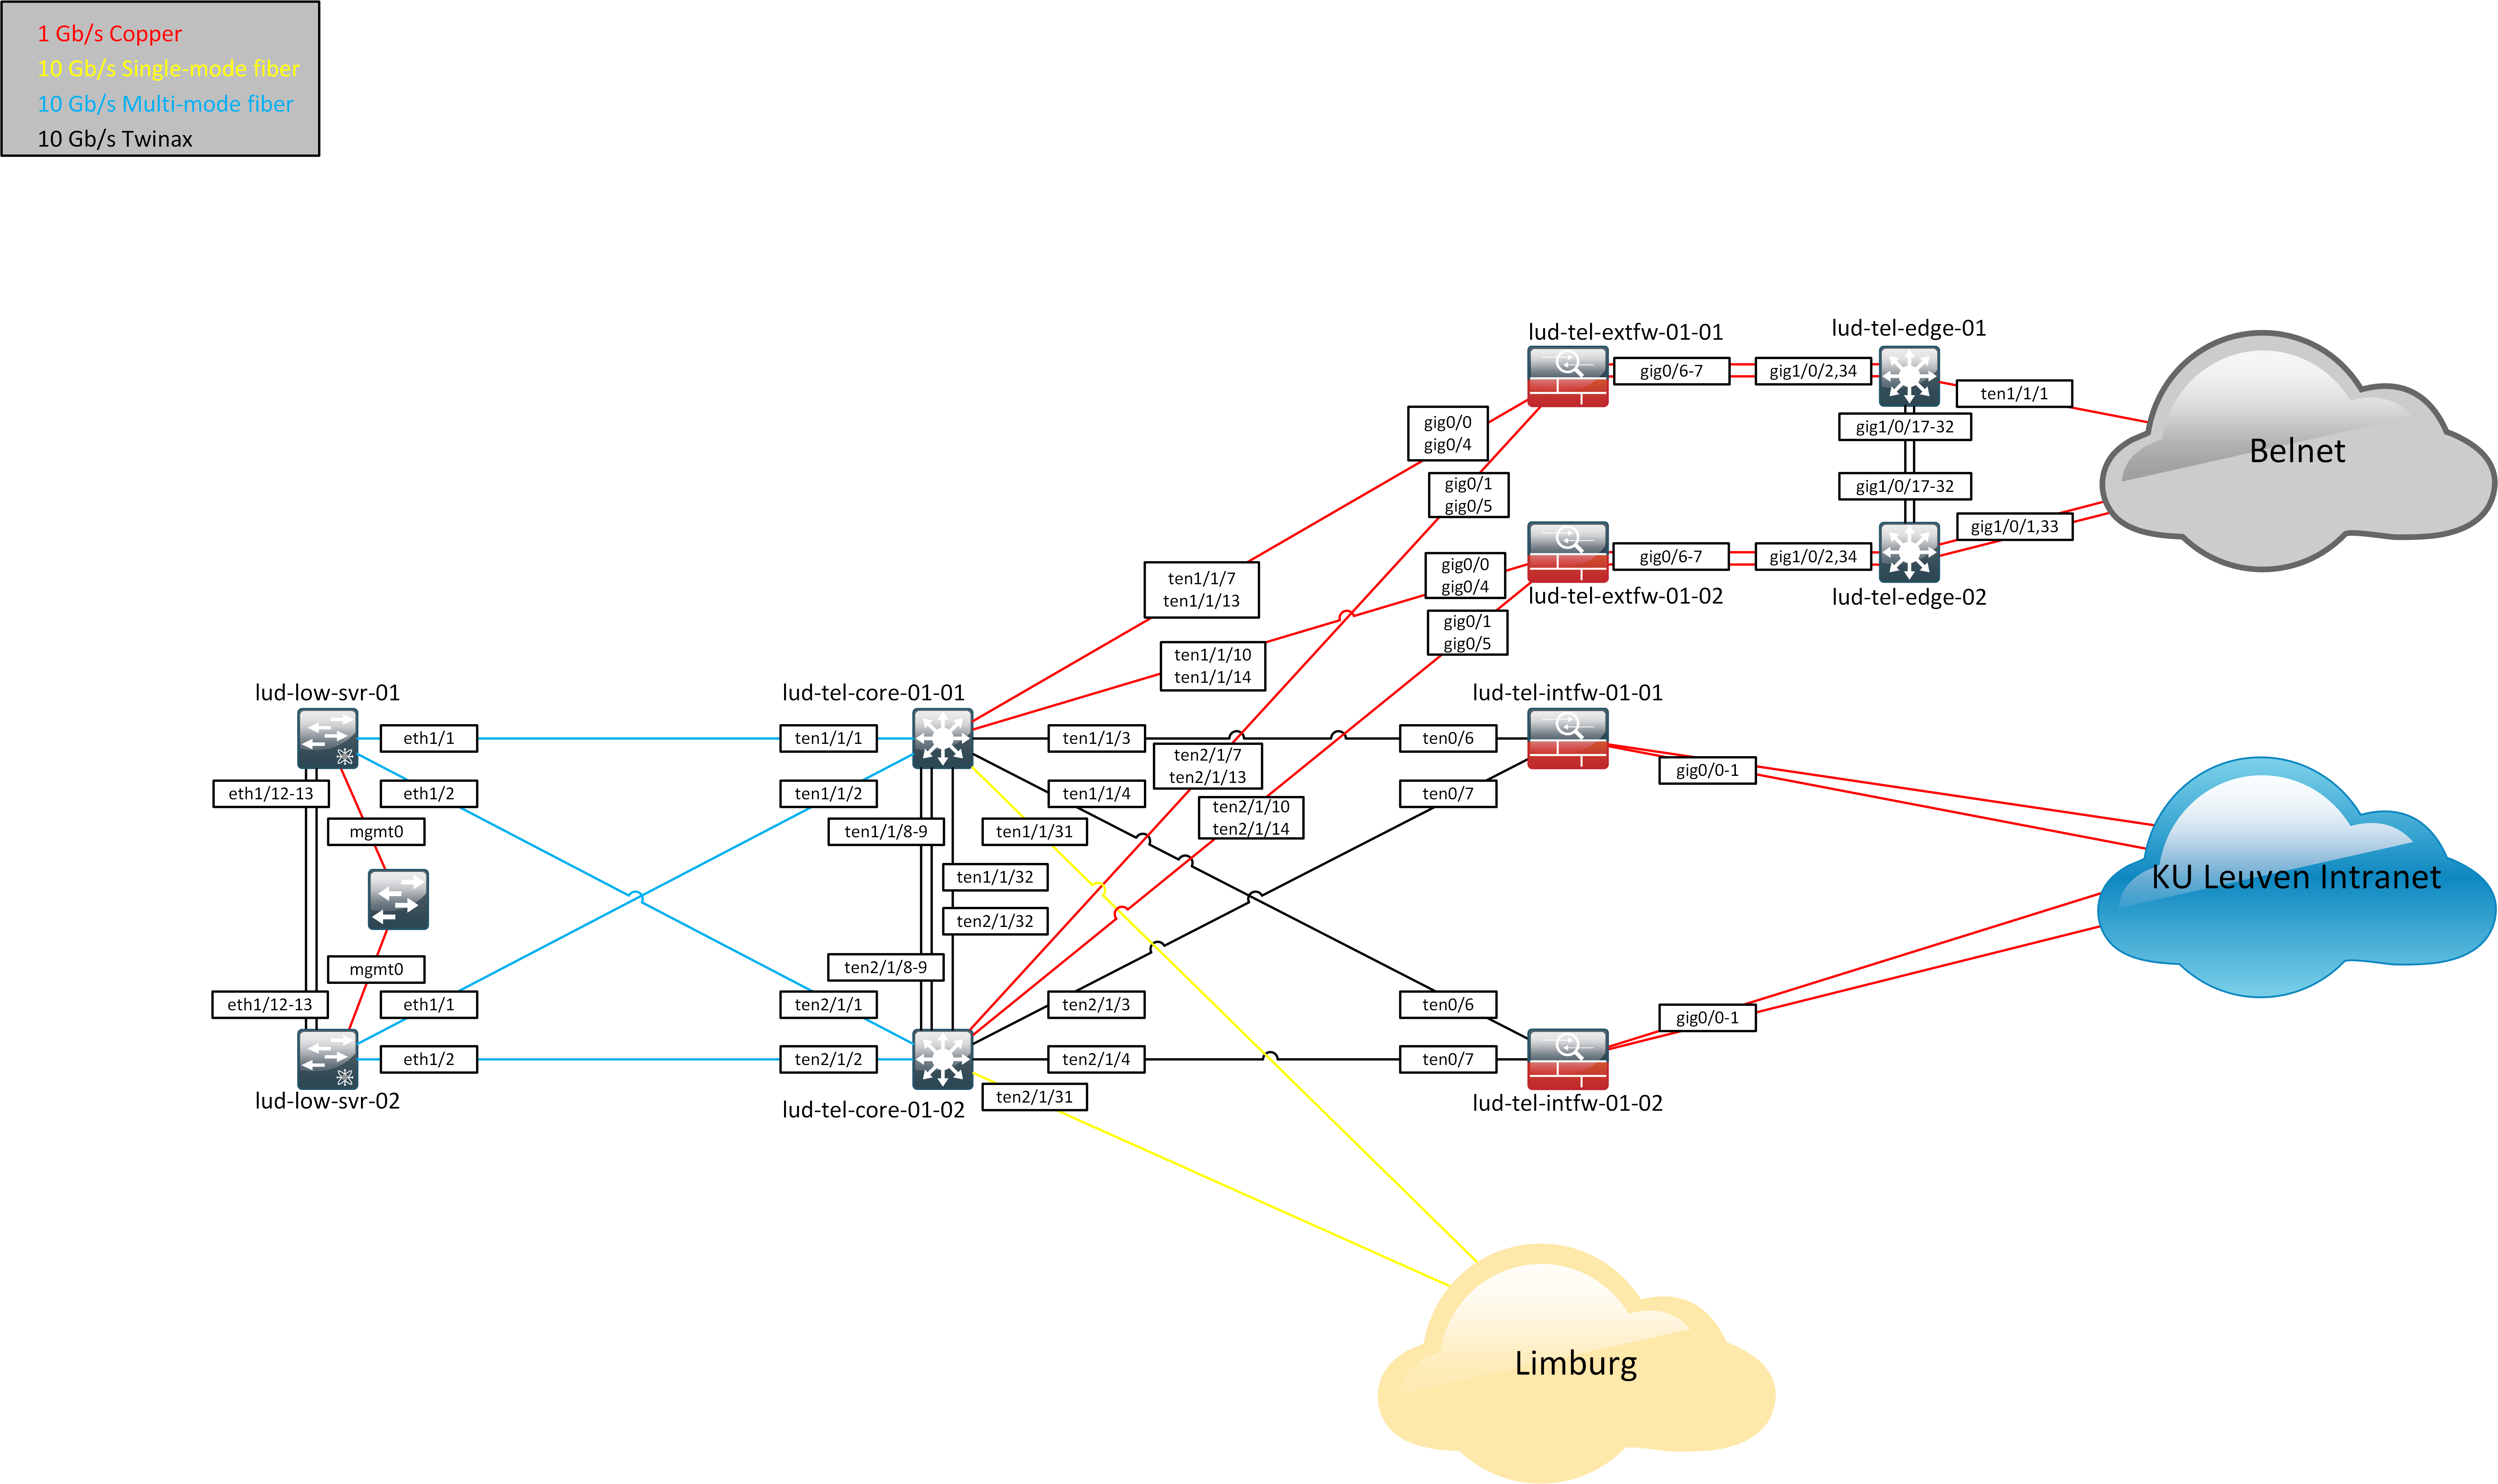 1 Gb/s Copper
10 Gb/s Single-mode fiber
10 Gb/s Multi-mode fiber
10 Gb/s Twinax
lud-tel-extfw-01-01
lud-tel-edge-01
gig0/6-7
gig1/0/2,34
ten1/1/1
gig0/0
gig0/4
gig1/0/17-32
Belnet
gig0/1
gig0/5
gig1/0/17-32
gig1/0/1,33
gig0/6-7
gig1/0/2,34
gig0/0
gig0/4
ten1/1/7
ten1/1/13
lud-tel-extfw-01-02
lud-tel-edge-02
gig0/1
gig0/5
ten1/1/10
ten1/1/14
lud-low-svr-01
lud-tel-core-01-01
lud-tel-intfw-01-01
eth1/1
ten1/1/1
ten1/1/3
ten0/6
ten2/1/7
ten2/1/13
gig0/0-1
eth1/12-13
eth1/2
ten1/1/2
ten1/1/4
ten0/7
ten2/1/10
ten2/1/14
mgmt0
ten1/1/8-9
ten1/1/31
ten1/1/32
KU Leuven Intranet
ten2/1/32
mgmt0
ten2/1/8-9
eth1/12-13
eth1/1
ten2/1/1
ten2/1/3
ten0/6
gig0/0-1
eth1/2
ten2/1/2
ten2/1/4
ten0/7
lud-low-svr-02
lud-tel-core-01-02
ten2/1/31
lud-tel-intfw-01-02
Limburg